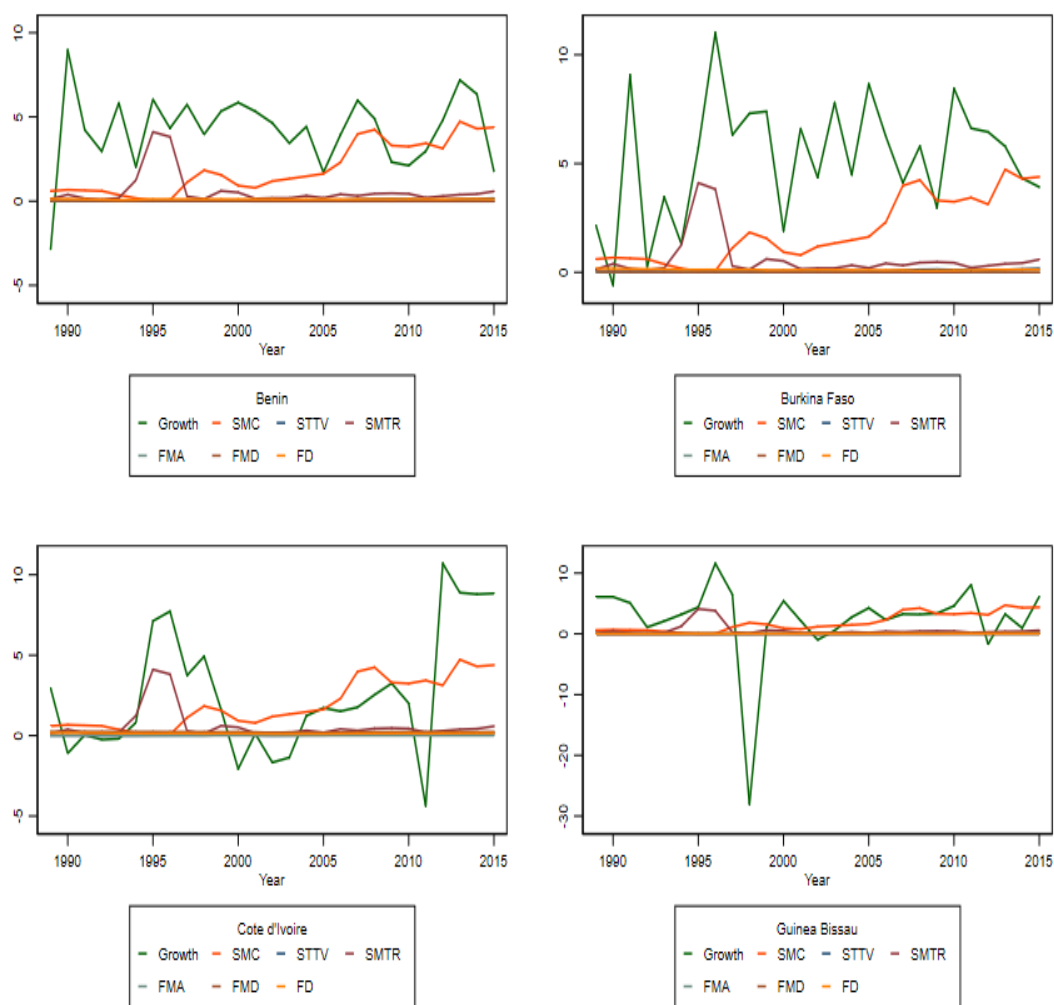 10
5
0
-5
1990 1995 2000 2005 2010 2015
Year
Benin
Growth SMC STTV SMTR
FMA FMD FD
10
5
0
1990 1995 2000 2005 2010 2015
Year
Burkina Faso
Growth SMC STTV SMTR
FMA FMD FD
10
5
0
-5
1990 1995 2000 2005 2010 2015
Year
Cote d'Ivoire
Growth SMC STTV SMTR
FMA FMD FD
10
0
-10
-20
-30
1990 1995 2000 2005 2010 2015
Year
Guinea Bissau
Growth SMC STTV SMTR
FMA FMD FD